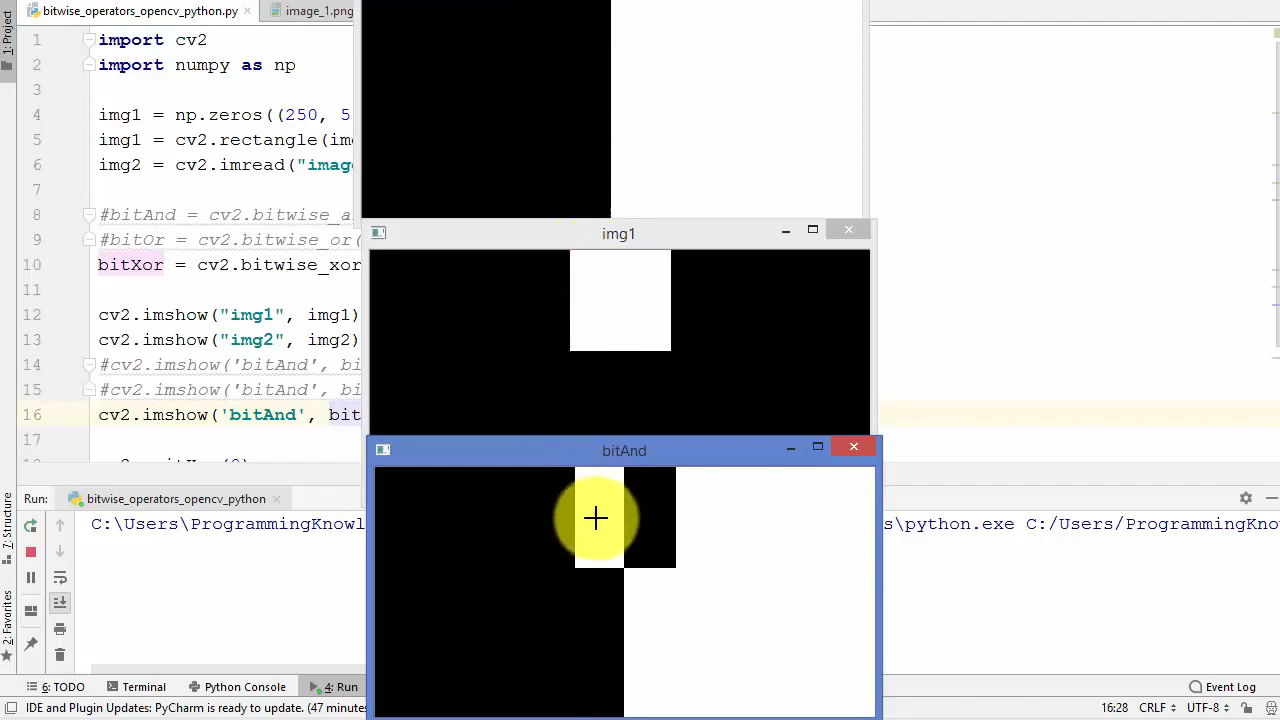 bitwise_operators_opencv_python.py
image_1.png
1: Project
1 import cv2
2 import numpy as np
3
4 img1 = np.zeros((250, 5
5 img1 = cv2.rectangle(im
6 img2 = cv2.imread("image
7
8 #bitAnd = cv2.bitwise_a
9 #bitOr = cv2.bitwise_or(
10 bitXor = cv2.bitwise_xor
11
12 cv2.imshow("img1", img1)
13 cv2.imshow("img2", img2)
14 #cv2.imshow('bitAnd', bi
15 #cv2.imshow('bitAnd', bi
16 cv2.imshow('bitAnd', bit
17
img1
bitAnd
Run: bitwise_operators_opencv_python
C:\Users\ProgrammingKnowl
s\python.exe C:/Users/ProgrammingKno
7: Structure
2: Favorites
6: TODO Terminal Python Console 4: Run Event Log
IDE and Plugin Updates: PyCharm is ready to update. (47 minutes 16:28 CRLF UTF-8